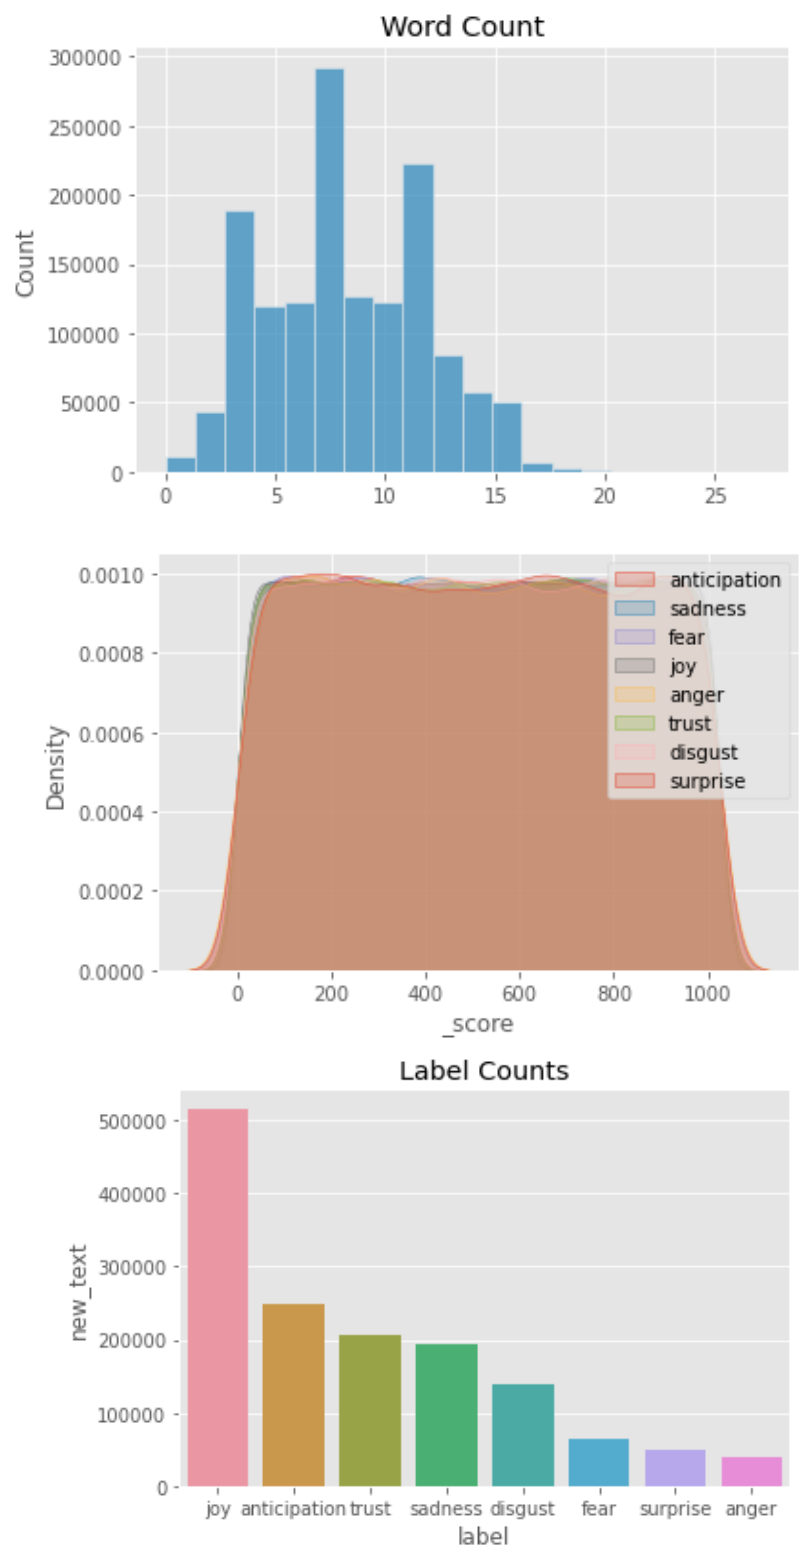 Word Count
300000
250000
200000
150000
100000
50000
0
Count
0 5 10 15 20 25
0.0010
0.0008
0.0006
0.0004
0.0002
0.0000
Density
anticipation
sadness
fear
joy
anger
trust
disgust
surprise
0 200 400 600 800 1000
_score
Label Counts
500000
400000
300000
200000
100000
0
new_text
joy anticipation trust sadness disgust fear surprise anger
label